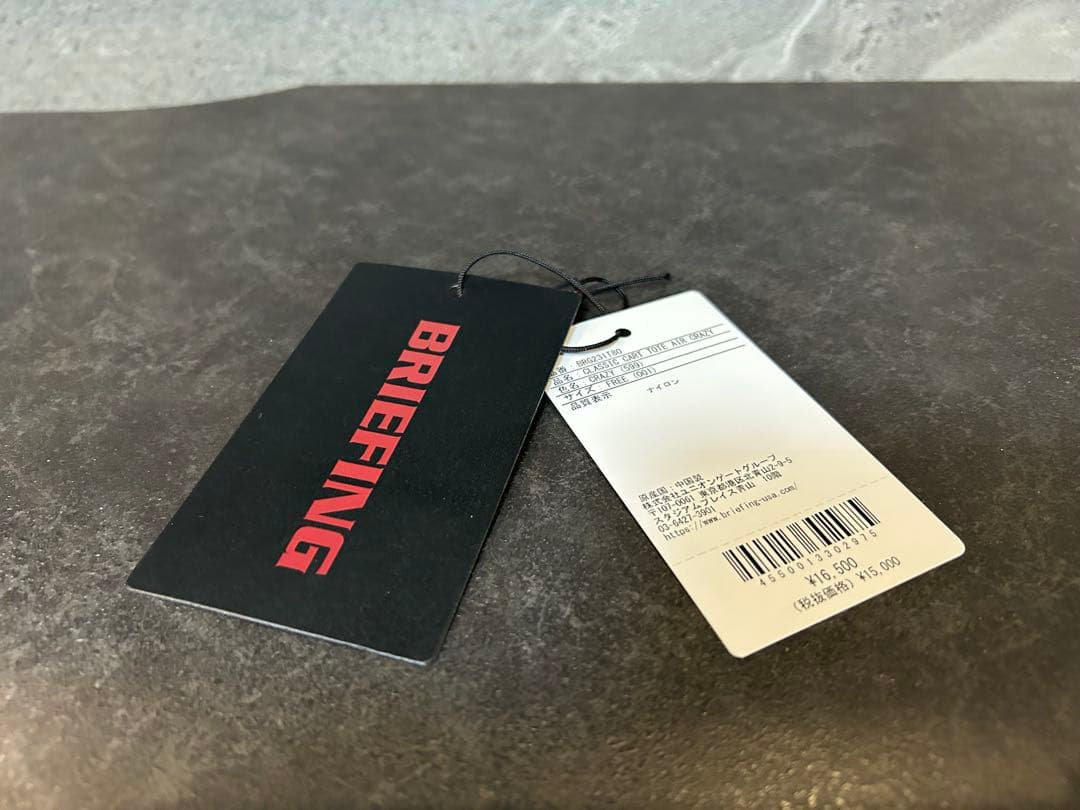 BRIEFING
品番：BRG231T80
品名：CLASSIC CART TOTE AIR CRAZY
色名：CRAZY (599)
サイズ：FREE (001)
品質表示 ナイロン
原産国：中国製
株式会社ユニオンゲートグループ
〒107-0061 東京都港区北青山2-9-5
スタジアムプレイス青山 10階
03-6427-3901
https://www.briefing-usa.com/
4550013302975
¥16,500
(税抜価格) ¥15,000